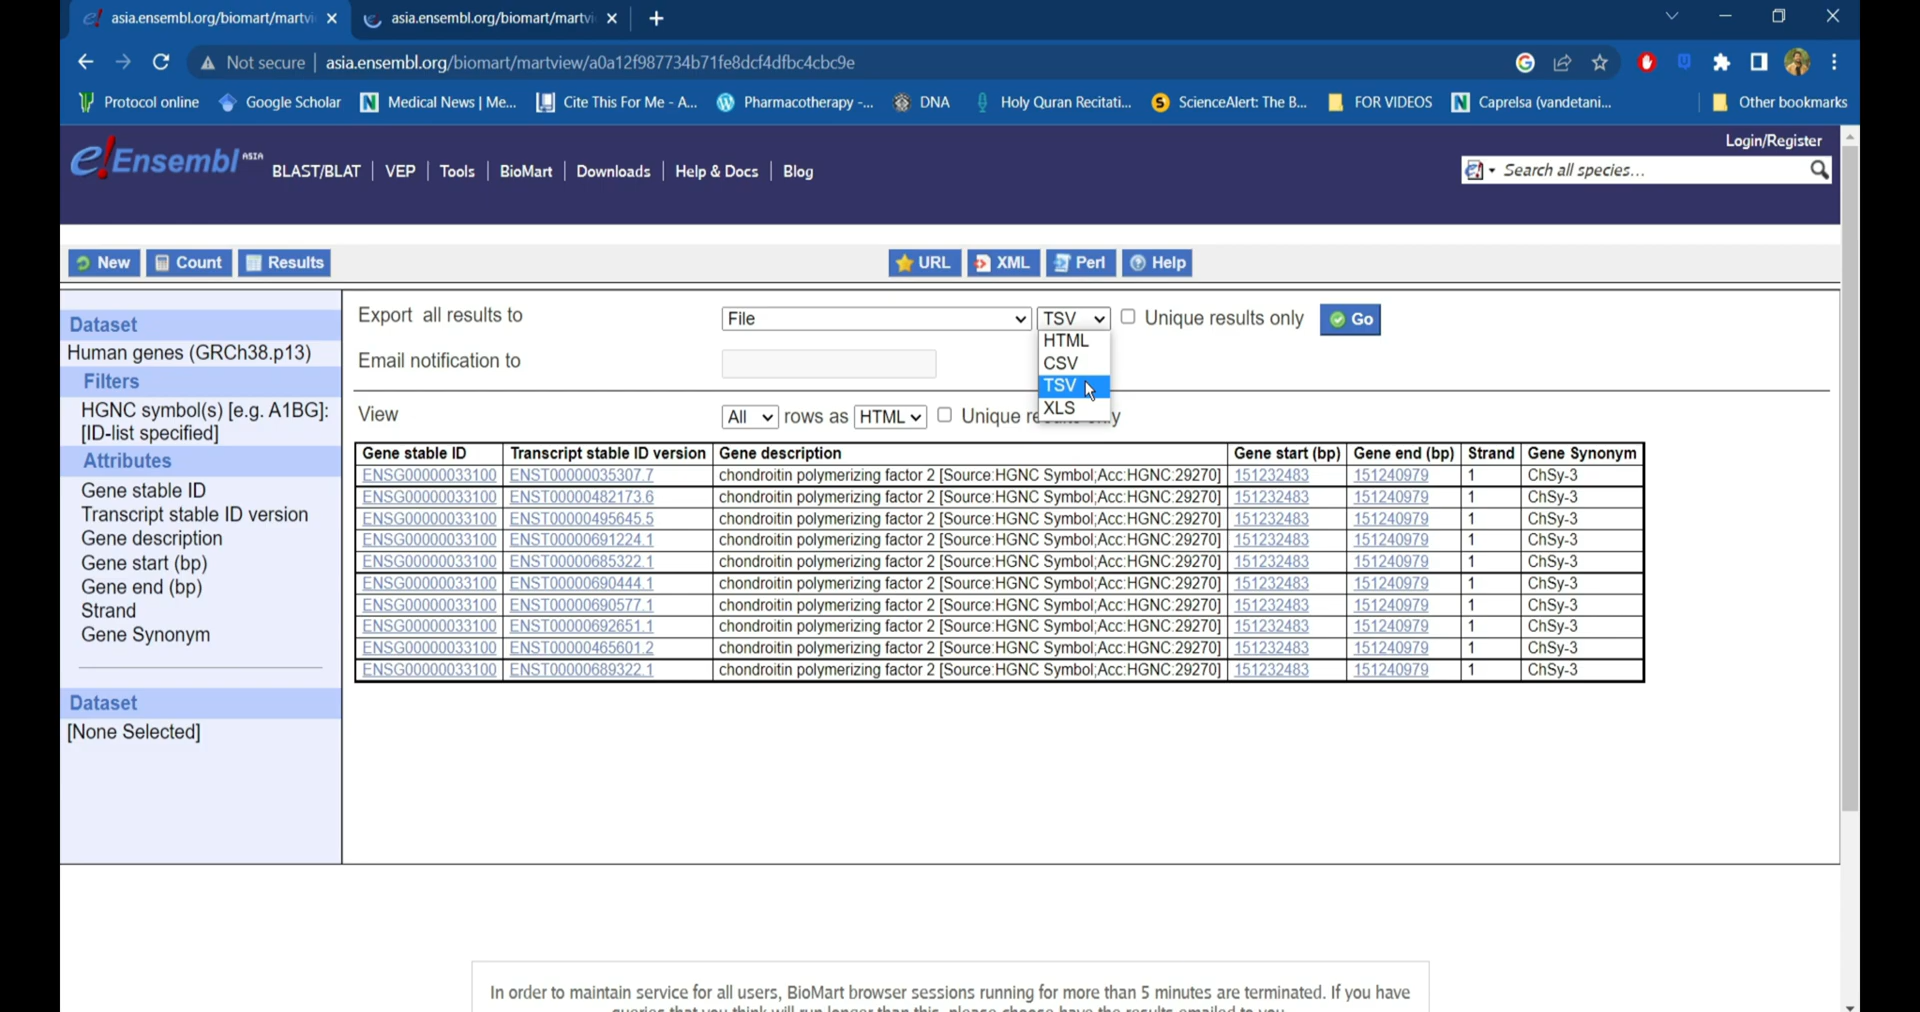 asia.ensembl.org/biomart/martvi
asia.ensembl.org/biomart/martvi
Not secure | asia.ensembl.org/biomart/martview/a0a12f987734b71fe8dcf4dfbc4cbc9e
Protocol online Google Scholar Medical News | Me... Cite This For Me - A... Pharmacotherapy -... DNA Holy Quran Recitati... ScienceAlert: The B... FOR VIDEOS Caprelsa (vandetani... Other bookmarks
Login/Register
e!Ensembl ASIA BLAST/BLAT | VEP | Tools | BioMart | Downloads | Help & Docs | Blog
Search all species...
New Count Results URL XML Perl Help
Dataset
Human genes (GRCh38.p13)
Filters
HGNC symbol(s) [e.g. A1BG]:
[ID-list specified]
Attributes
Gene stable ID
Transcript stable ID version
Gene description
Gene start (bp)
Gene end (bp)
Strand
Gene Synonym
Dataset
[None Selected]
Export all results to File TSV Unique results only Go
HTML
CSV
TSV
XLS
Email notification to
View All rows as HTML Unique re
Gene stable ID Transcript stable ID version Gene description Gene start (bp) Gene end (bp) Strand Gene Synonym
ENSG00000033100 ENST00000035307.7 chondroitin polymerizing factor 2 [Source:HGNC Symbol;Acc:HGNC:29270] 151232483 151240979 1 ChSy-3
ENSG00000033100 ENST00000482173.6 chondroitin polymerizing factor 2 [Source:HGNC Symbol;Acc:HGNC:29270] 151232483 151240979 1 ChSy-3
ENSG00000033100 ENST00000495645.5 chondroitin polymerizing factor 2 [Source:HGNC Symbol;Acc:HGNC:29270] 151232483 151240979 1 ChSy-3
ENSG00000033100 ENST00000691224.1 chondroitin polymerizing factor 2 [Source:HGNC Symbol;Acc:HGNC:29270] 151232483 151240979 1 ChSy-3
ENSG00000033100 ENST00000685322.1 chondroitin polymerizing factor 2 [Source:HGNC Symbol;Acc:HGNC:29270] 151232483 151240979 1 ChSy-3
ENSG00000033100 ENST00000690444.1 chondroitin polymerizing factor 2 [Source:HGNC Symbol;Acc:HGNC:29270] 151232483 151240979 1 ChSy-3
ENSG00000033100 ENST00000690577.1 chondroitin polymerizing factor 2 [Source:HGNC Symbol;Acc:HGNC:29270] 151232483 151240979 1 ChSy-3
ENSG00000033100 ENST00000692651.1 chondroitin polymerizing factor 2 [Source:HGNC Symbol;Acc:HGNC:29270] 151232483 151240979 1 ChSy-3
ENSG00000033100 ENST00000465601.2 chondroitin polymerizing factor 2 [Source:HGNC Symbol;Acc:HGNC:29270] 151232483 151240979 1 ChSy-3
ENSG00000033100 ENST00000689322.1 chondroitin polymerizing factor 2 [Source:HGNC Symbol;Acc:HGNC:29270] 151232483 151240979 1 ChSy-3
In order to maintain service for all users, BioMart browser sessions running for more than 5 minutes are terminated. If you have